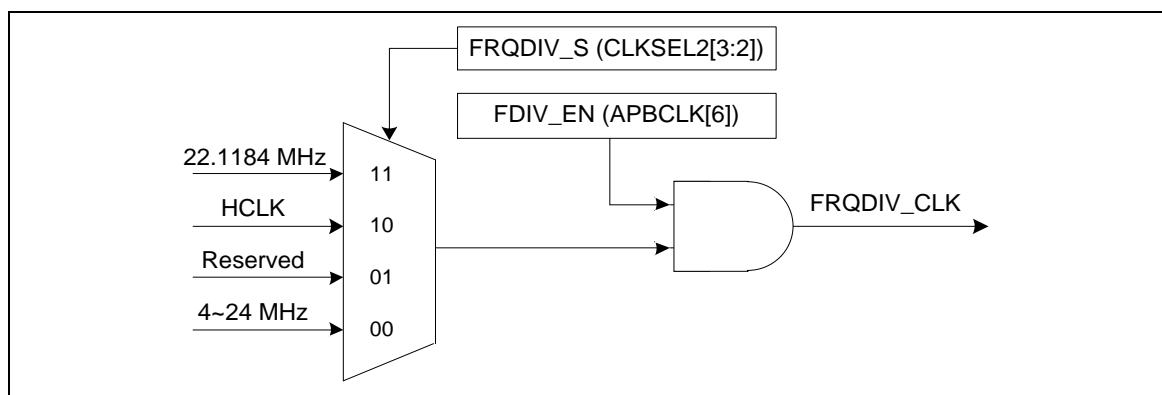 FRQDIV_S (CLKSEL2[3:2])
FDIV_EN (APBCLK[6])
22.1184 MHz
11
HCLK
10
FRQDIV_CLK
Reserved
01
4~24 MHz
00